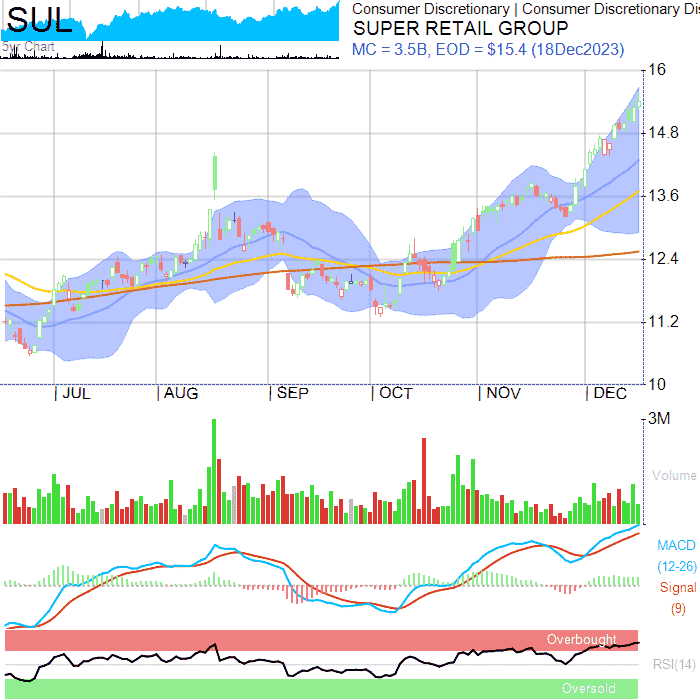 SUL
5yr Chart
Consumer Discretionary | Consumer Discretionary Dis
SUPER RETAIL GROUP
MC = 3.5B, EOD = $15.4 (18Dec2023)
16
14.8
13.6
12.4
11.2
10
| JUL | AUG | SEP | OCT | NOV | DEC
3M
Volume
MACD
(12-26)
Signal
(9)
Overbought
RSI(14)
Oversold